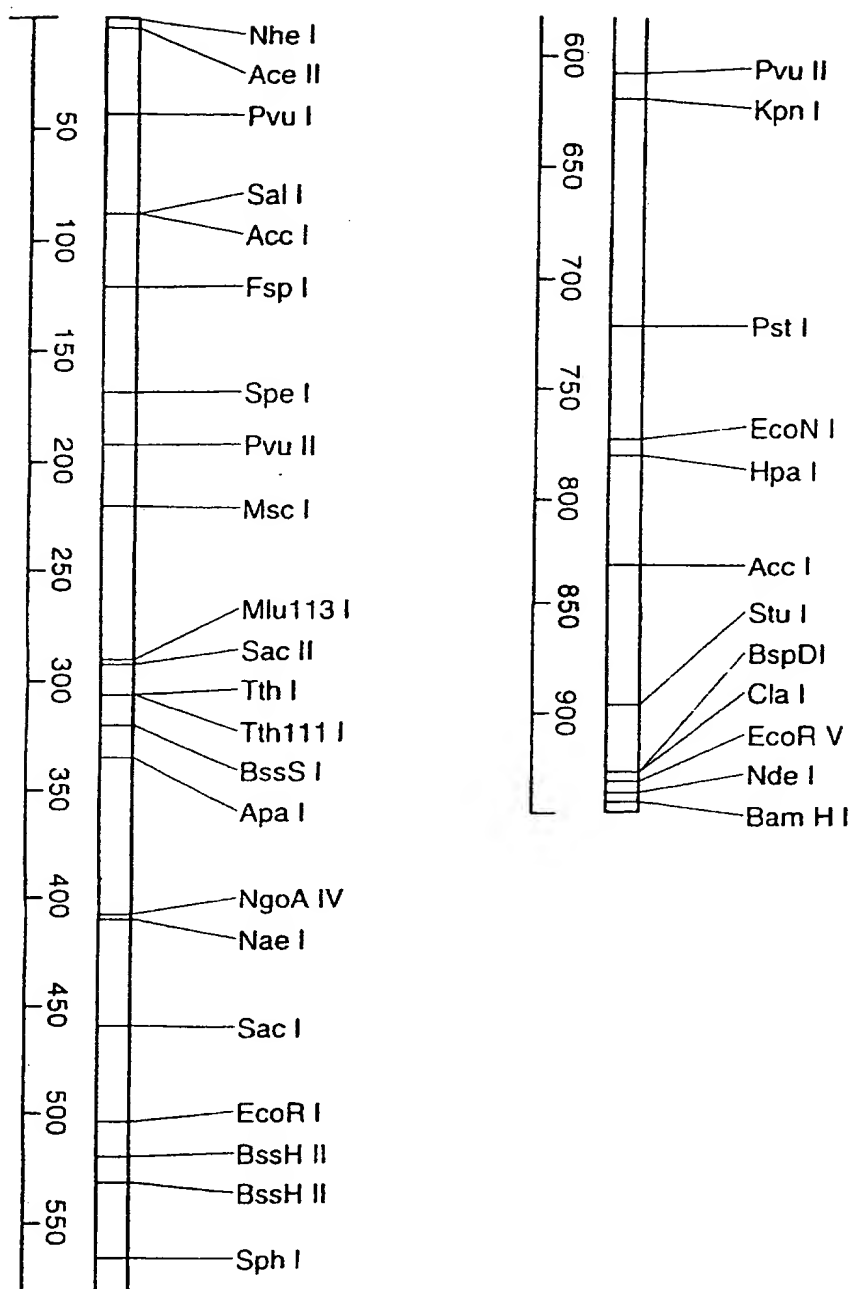 Nhe I
Ace II
50
Pvu I
Sal I
100
Acc I
Fsp I
150
Spe I
Pvu II
200
Msc I
250
Mlu113 I
Sac II
300
Tth I
Tth111 I
BssS I
350
Apa I
400
NgoA IV
Nae I
450
Sac I
500
EcoR I
BssH II
BssH II
550
Sph I
600
Pvu II
Kpn I
650
700
Pst I
750
EcoN I
Hpa I
800
Acc I
850
Stu I
BspDI
Cla I
900
EcoR V
Nde I
Bam H I